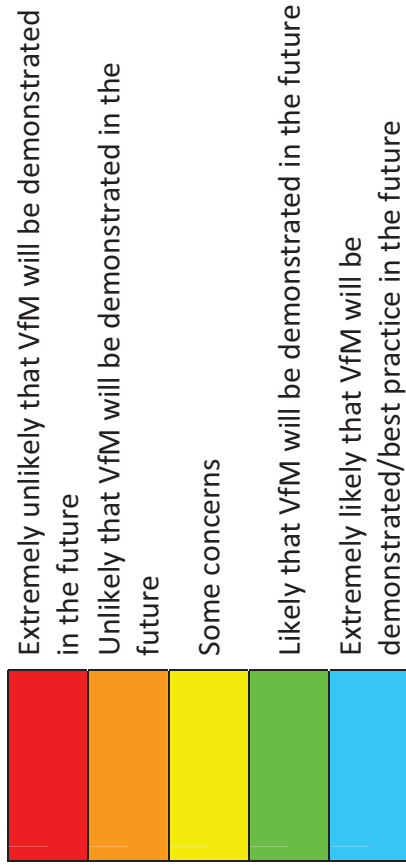 Extremely unlikely that VfM will be demonstrated
in the future
Unlikely that VfM will be demonstrated in the
future
Some concerns
Likely that VfM will be demonstrated in the future
Extremely likely that VfM will be
demonstrated/best practice in the future